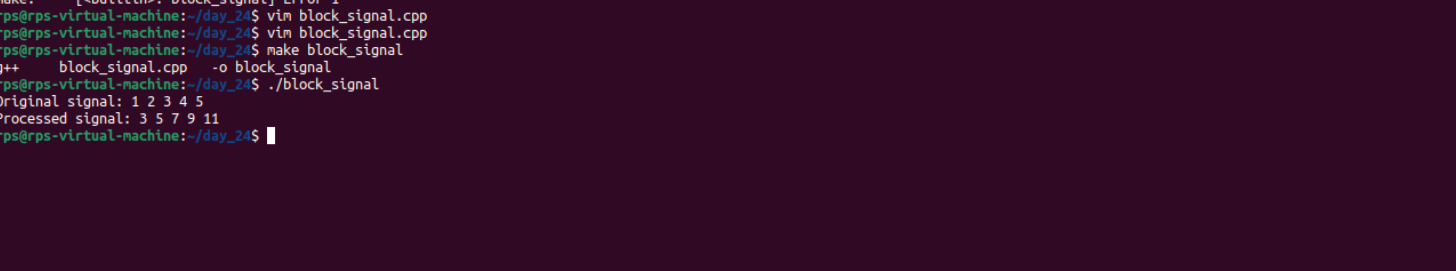 [<builtin>: block_signal] Error 1
rps@rps-virtual-machine:~/day_24$ vim block_signal.cpp
rps@rps-virtual-machine:~/day_24$ vim block_signal.cpp
rps@rps-virtual-machine:~/day_24$ make block_signal
g++     block_signal.cpp   -o block_signal
rps@rps-virtual-machine:~/day_24$ ./block_signal
Original signal: 1 2 3 4 5
Processed signal: 3 5 7 9 11
rps@rps-virtual-machine:~/day_24$